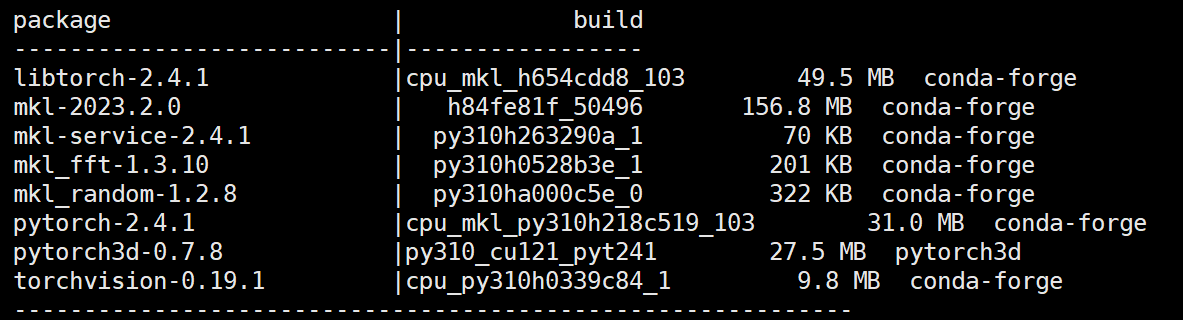 package                    |            build
---------------------------|-----------------
libtorch-2.4.1             |cpu_mkl_h654cdd8_103        49.5 MB  conda-forge
mkl-2023.2.0               |   h84fe81f_50496       156.8 MB  conda-forge
mkl-service-2.4.1          |  py310h263290a_1          70 KB  conda-forge
mkl_fft-1.3.10             |  py310h0528b3e_1         201 KB  conda-forge
mkl_random-1.2.8           |  py310ha000c5e_0         322 KB  conda-forge
pytorch-2.4.1              |cpu_mkl_py310h218c519_103        31.0 MB  conda-forge
pytorch3d-0.7.8            |py310_cu121_pyt241        27.5 MB  pytorch3d
torchvision-0.19.1         |cpu_py310h0339c84_1         9.8 MB  conda-forge
------------------------------------------------------------